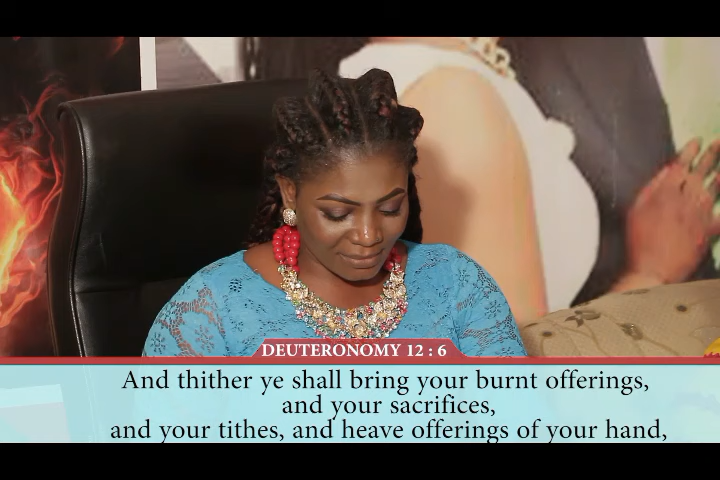 DEUTERONOMY 12 : 6
And thither ye shall bring your burnt offerings,
and your sacrifices,
and your tithes, and heave offerings of your hand,